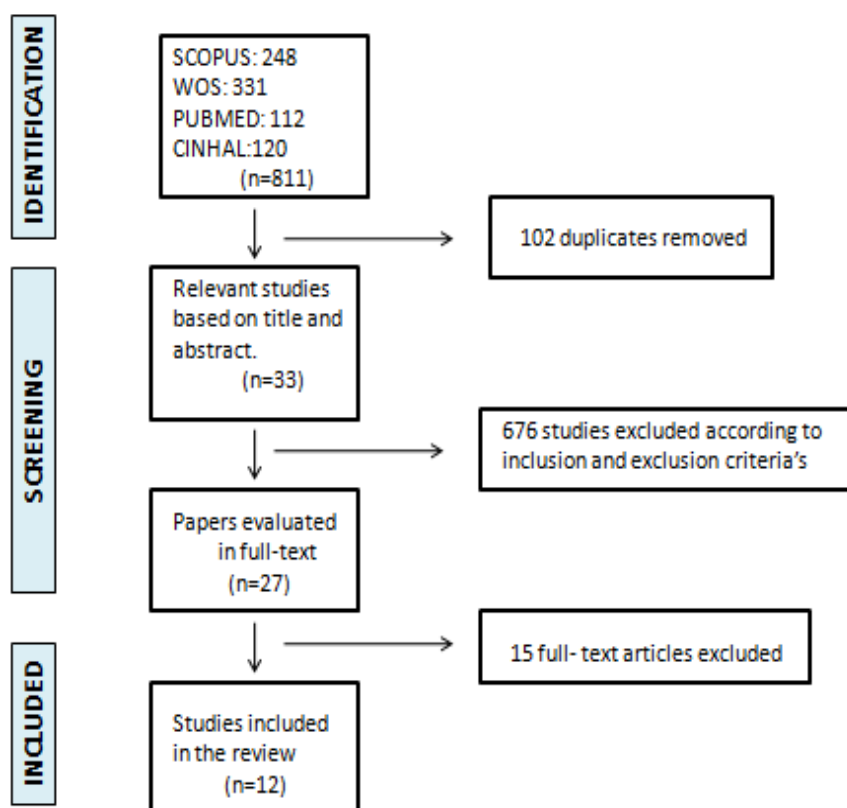 IDENTIFICATION
SCOPUS: 248
WOS: 331
PUBMED: 112
CINHAL:120
(n=811)
102 duplicates removed
SCREENING
Relevant studies
based on title and
abstract.
(n=33)
676 studies excluded according to
inclusion and exclusion criteria’s
Papers evaluated
in full-text
(n=27)
15 full- text articles excluded
INCLUDED
Studies included
in the review
(n=12)